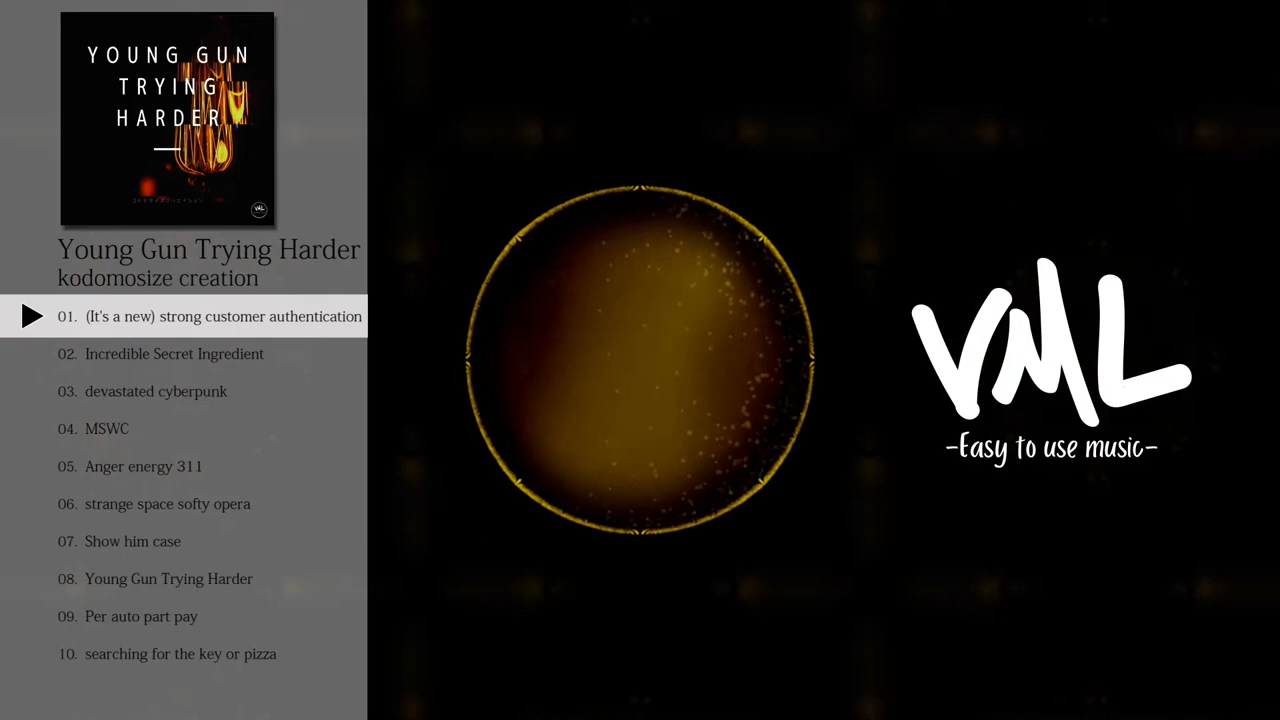 YOUNG GUN
TRYING
HARDER
Young Gun Trying Harder
kodomosize creation
01. (It's a new) strong customer authentication
02. Incredible Secret Ingredient
03. devastated cyberpunk
04. MSWC
05. Anger energy 311
06. strange space softy opera
07. Show him case
08. Young Gun Trying Harder
09. Per auto part pay
10. searching for the key or pizza
VML
-Easy to use music-